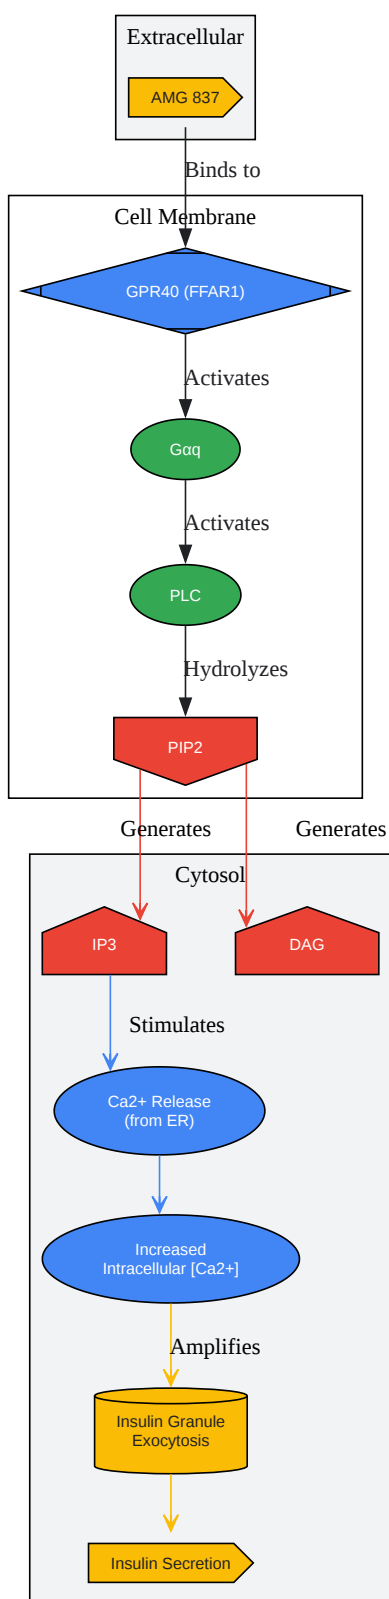 Extracellular
AMG 837
Binds to
Cell Membrane
GPR40 (FFAR1)
Activates
Gαq
Activates
PLC
Hydrolyzes
PIP2
Generates
Generates
Cytosol
IP3
DAG
Stimulates
Ca2+ Release
(from ER)
Increased
Intracellular [Ca2+]
Amplifies
Insulin Granule
Exocytosis
Insulin Secretion